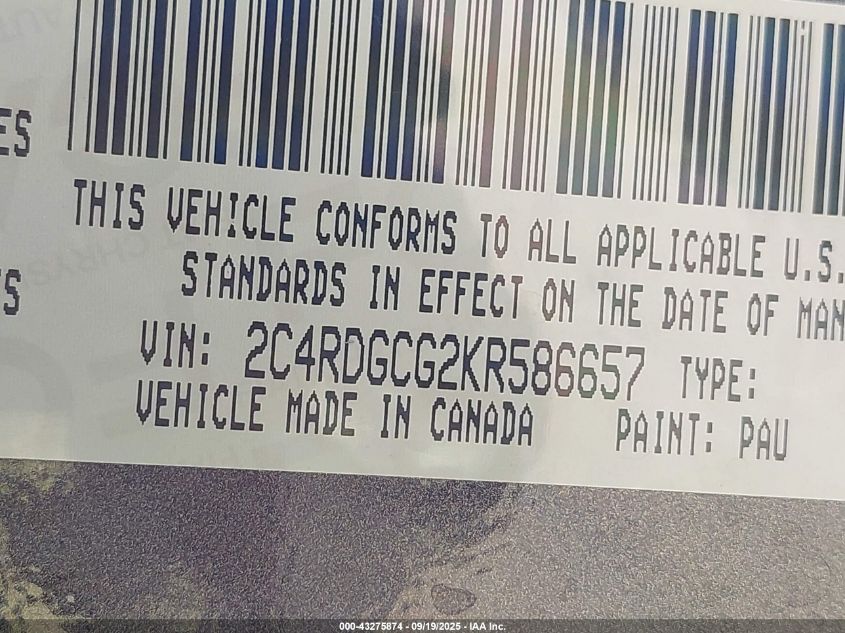 ES
THIS VEHICLE CONFORMS TO ALL APPLICABLE U.S.
STANDARDS IN EFFECT ON THE DATE OF MAN
S
VIN: 2C4RDGCG2KR586657 TYPE:
VEHICLE MADE IN CANADA PAINT: PAU
000-43275874 - 09/19/2025 - IAA Inc.